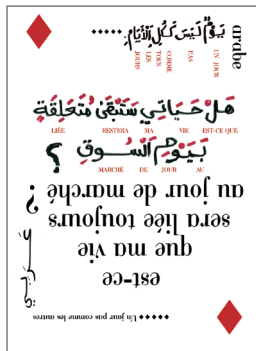 arabe
يَوْمٌ لَيْسَ كَكُلِّ الْأَيَّامِ:.....
UN JOUR
PAS
COMME
TOUS
LES
JOURS
هَلْ حَيَاتِي سَتَبْقَى مُتَعَلِّقَةً
LIÉE RESTERA MA VIE EST-CE QUE
بِيَوْمِ السُّوقِ ؟
MARCHÉ DE JOUR AU
عَرَبِي
Un jour pas comme les autres
est-ce
que ma vie
sera liée toujours
au jour de marché ?